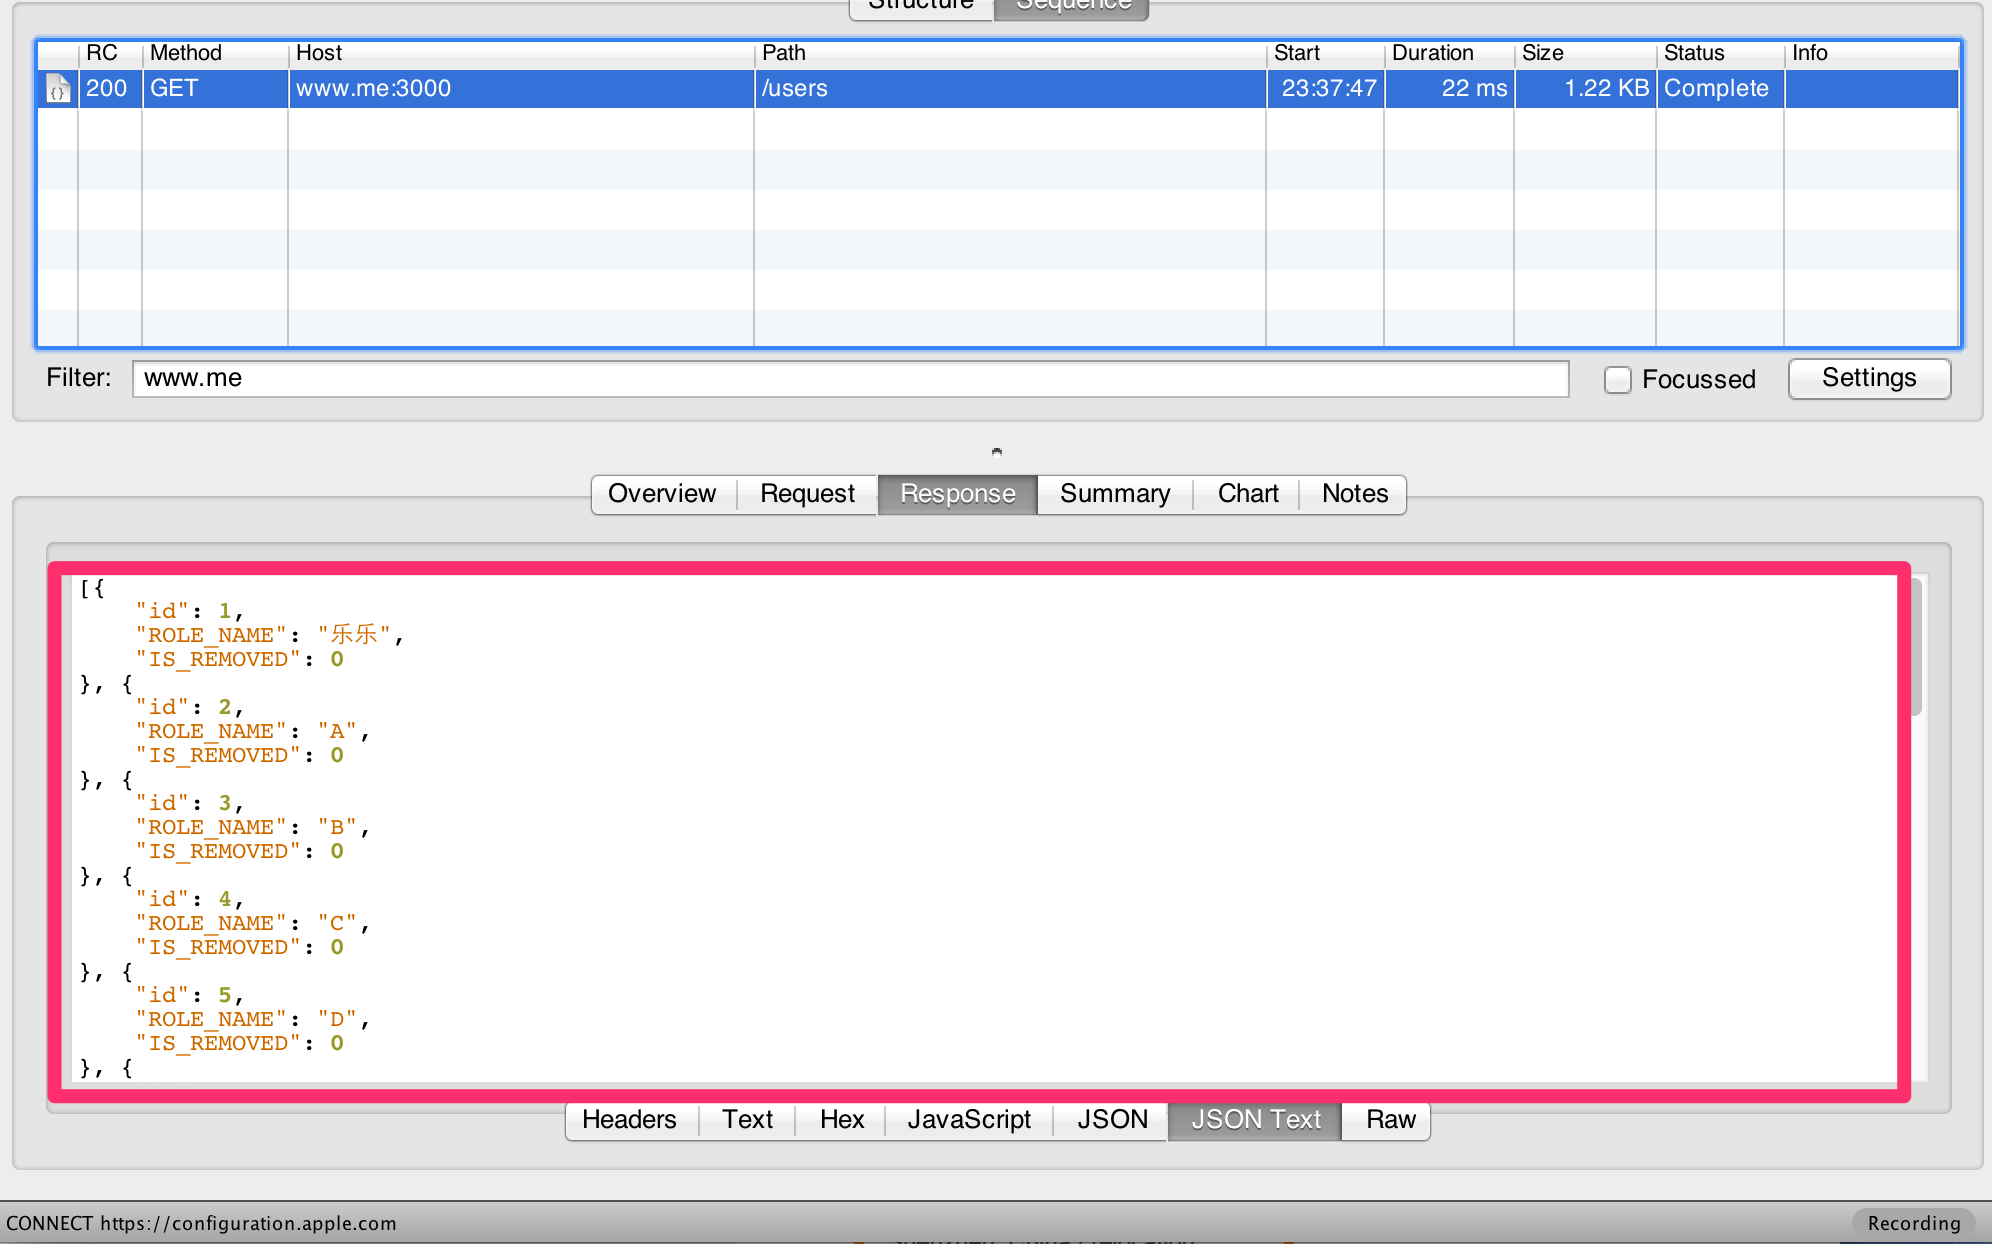 Structure Sequence
RC Method Host Path Start Duration Size Status Info
{} 200 GET www.me:3000 /users 23:37:47 22 ms 1.22 KB Complete
Filter: www.me Focussed Settings
Overview Request Response Summary Chart Notes
[{
"id": 1,
"ROLE_NAME": "乐乐",
"IS_REMOVED": 0
}, {
"id": 2,
"ROLE_NAME": "A",
"IS_REMOVED": 0
}, {
"id": 3,
"ROLE_NAME": "B",
"IS_REMOVED": 0
}, {
"id": 4,
"ROLE_NAME": "C",
"IS_REMOVED": 0
}, {
"id": 5,
"ROLE_NAME": "D",
"IS_REMOVED": 0
}, {
Headers Text Hex JavaScript JSON JSON Text Raw
CONNECT https://configuration.apple.com Recording